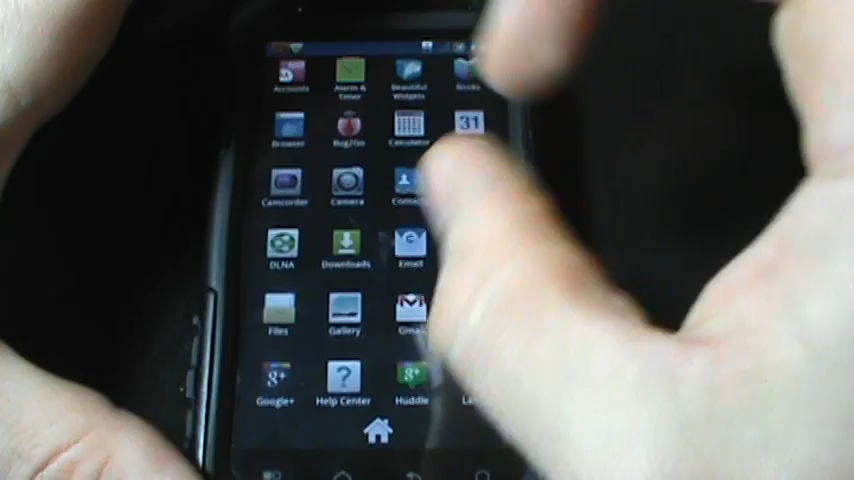 Accounts Alarm & Timer Beautiful Widgets Books
Browser Bug2Go Calculator 31
Camcorder Camera
DLNA Downloads Email
Files Gallery Gmail
g+ ? g+
Google+ Help Center Huddle